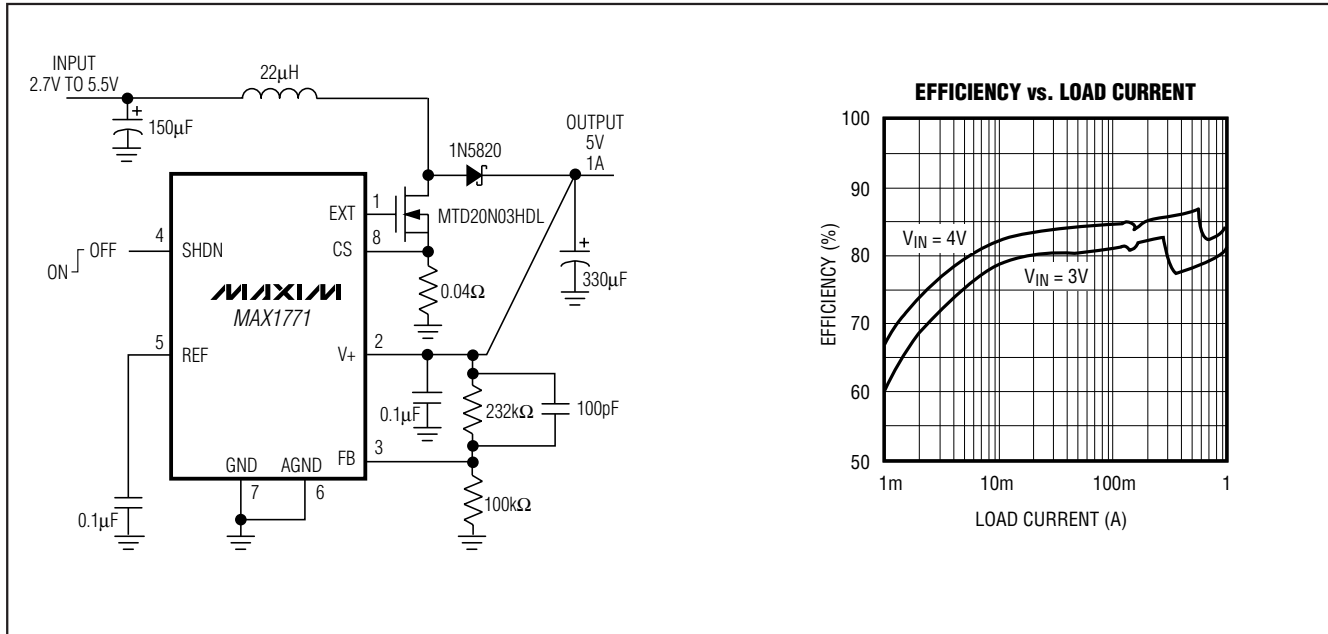 INPUT
2.7V TO 5.5V
22μH
150μF
OUTPUT
5V
1A
1N5820
1
EXT
MTD20N03HDL
8
CS
4
SHDN
ON
OFF
330μF
0.04Ω
MAXIM
MAX1771
5
REF
2
V+
0.1μF
232kΩ
100pF
3
FB
GND
AGND
7
6
100kΩ
0.1μF
EFFICIENCY vs. LOAD CURRENT
100
90
80
70
60
50
EFFICIENCY (%)
VIN = 4V
VIN = 3V
1m
10m
100m
1
LOAD CURRENT (A)